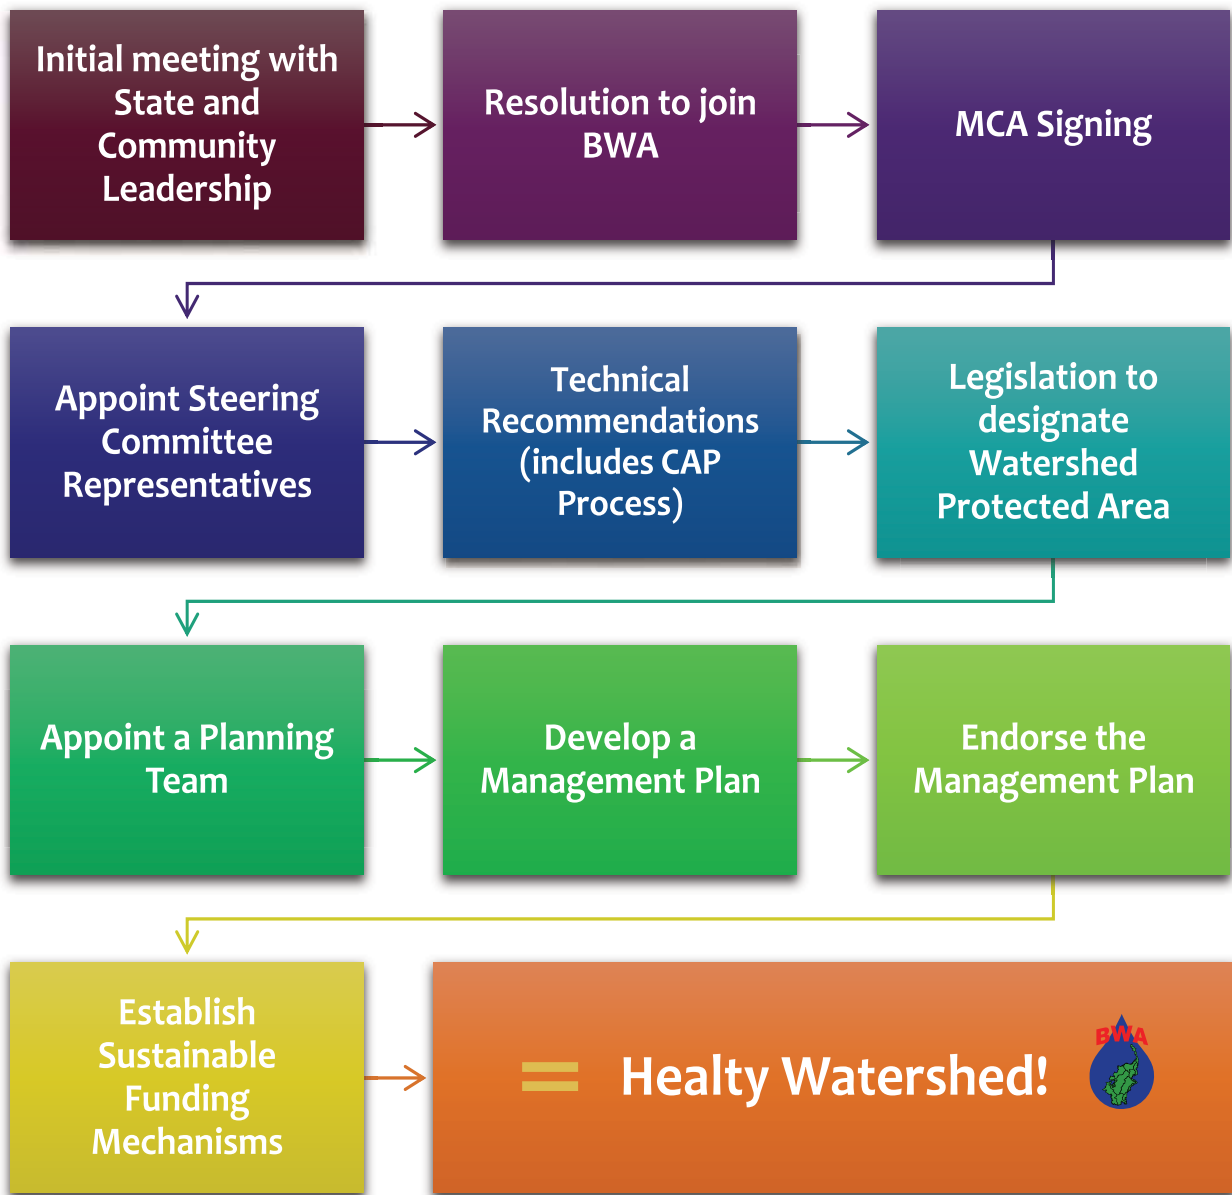 Initial meeting with
State and
Community
Leadership
Resolution to join
BWA
MCA Signing
Appoint Steering
Committee
Representatives
Technical
Recommendations
(includes CAP
Process)
Legislation to
designate
Watershed
Protected Area
Appoint a Planning
Team
Develop a
Management Plan
Endorse the
Management Plan
Establish
Sustainable
Funding
Mechanisms
= Healty Watershed!
BWA